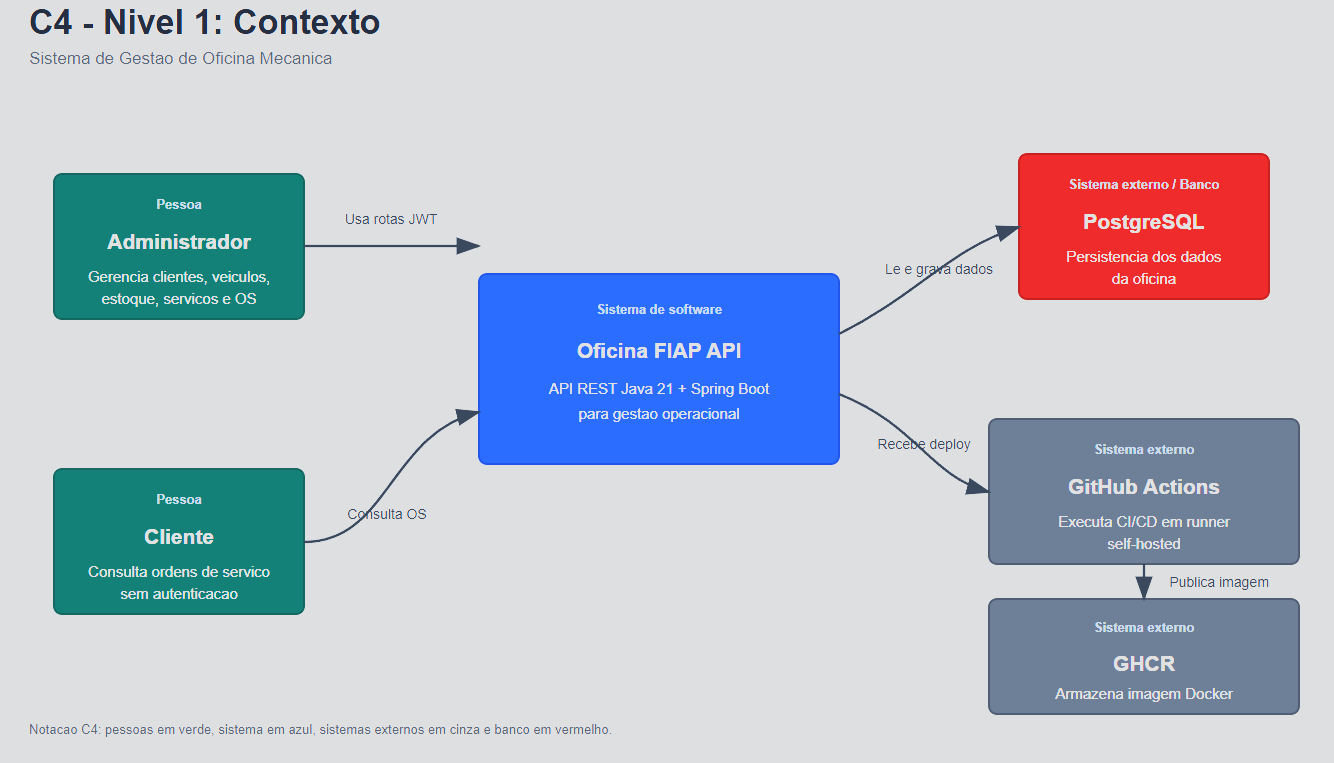 C4 - Nivel 1: Contexto
Sistema de Gestao de Oficina Mecanica
Pessoa
Administrador
Gerencia clientes, veiculos,
estoque, servicos e OS
Usa rotas JWT
Sistema de software
Oficina FIAP API
API REST Java 21 + Spring Boot
para gestao operacional
Sistema externo / Banco
PostgreSQL
Persistencia dos dados
da oficina
Le e grava dados
Pessoa
Cliente
Consulta ordens de servico
sem autenticacao
Consulta OS
Recebe deploy
Sistema externo
GitHub Actions
Executa CI/CD em runner
self-hosted
Publica imagem
Sistema externo
GHCR
Armazena imagem Docker
Notacao C4: pessoas em verde, sistema em azul, sistemas externos em cinza e banco em vermelho.